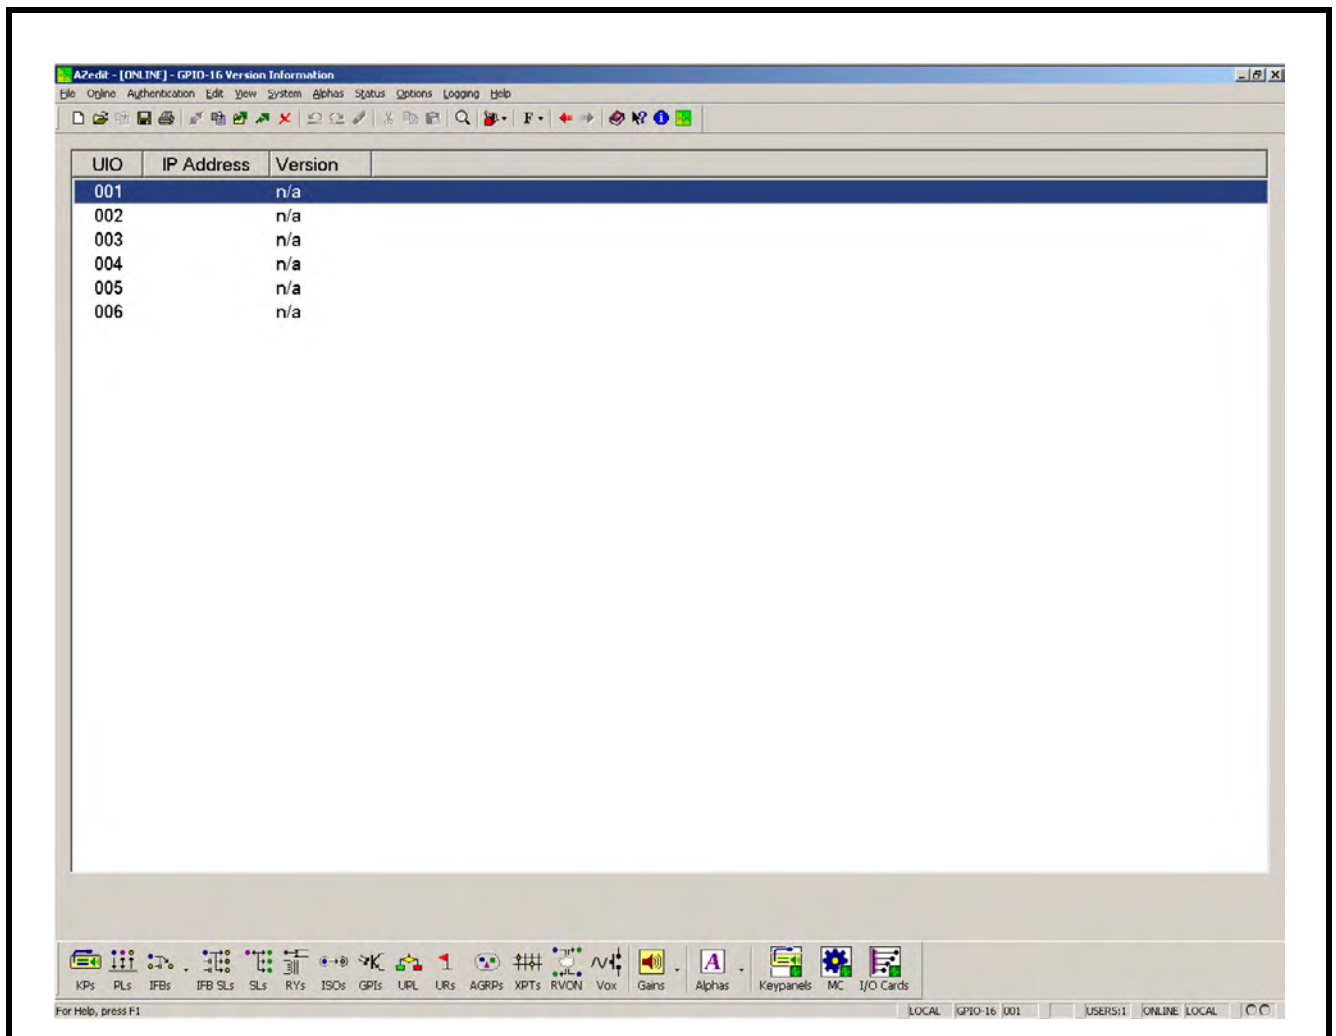 AZedit - [ONLINE] - GPIO-16 Version Information
File Online Authentication Edit View System Alphas Status Options Logging Help
F
UIO IP Address Version
001 n/a
002 n/a
003 n/a
004 n/a
005 n/a
006 n/a
A
KPs PLs IFBs IFB SLs SLs RYs ISOs GPIs UPL URs AGRPs XPTs RVON Vox Gains Alphas Keypanels MC I/O Cards
For Help, press F1 LOCAL GPIO-16 001 USERS:1 ONLINE LOCAL